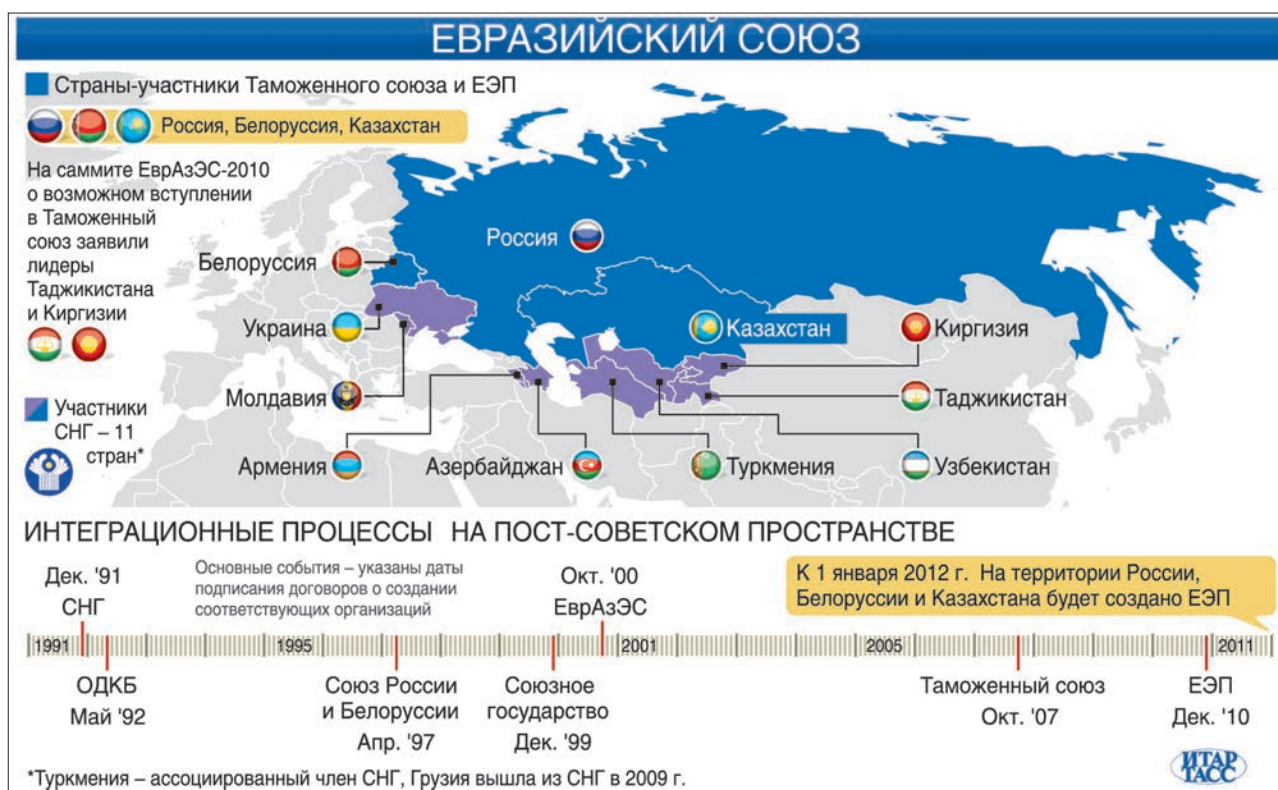 ЕВРАЗИЙСКИЙ СОЮЗ
Страны-участники Таможенного союза и ЕЭП
Россия, Белоруссия, Казахстан
На саммите ЕврАзЭС-2010
о возможном вступлении
в Таможенный
союз заявили
лидеры
Таджикистана
и Киргизии
Участники
СНГ – 11
стран*
Россия
Белоруссия
Украина
Казахстан
Киргизия
Молдавия
Таджикистан
Армения
Азербайджан
Туркмения
Узбекистан
ИНТЕГРАЦИОННЫЕ ПРОЦЕССЫ НА ПОСТ-СОВЕТСКОМ ПРОСТРАНСТВЕ
Дек. '91
СНГ
Основные события – указаны даты
подписания договоров о создании
соответствующих организаций
Окт. '00
ЕврАзЭС
К 1 января 2012 г. На территории России,
Белоруссии и Казахстана будет создано ЕЭП
1991 1995 2001 2005 2011
ОДКБ
Май '92
Союз России
и Белоруссии
Апр. '97
Союзное
государство
Дек. '99
Таможенный союз
Окт. '07
ЕЭП
Дек. '10
*Туркмения – ассоциированный член СНГ, Грузия вышла из СНГ в 2009 г.
ИТАР
ТАСС